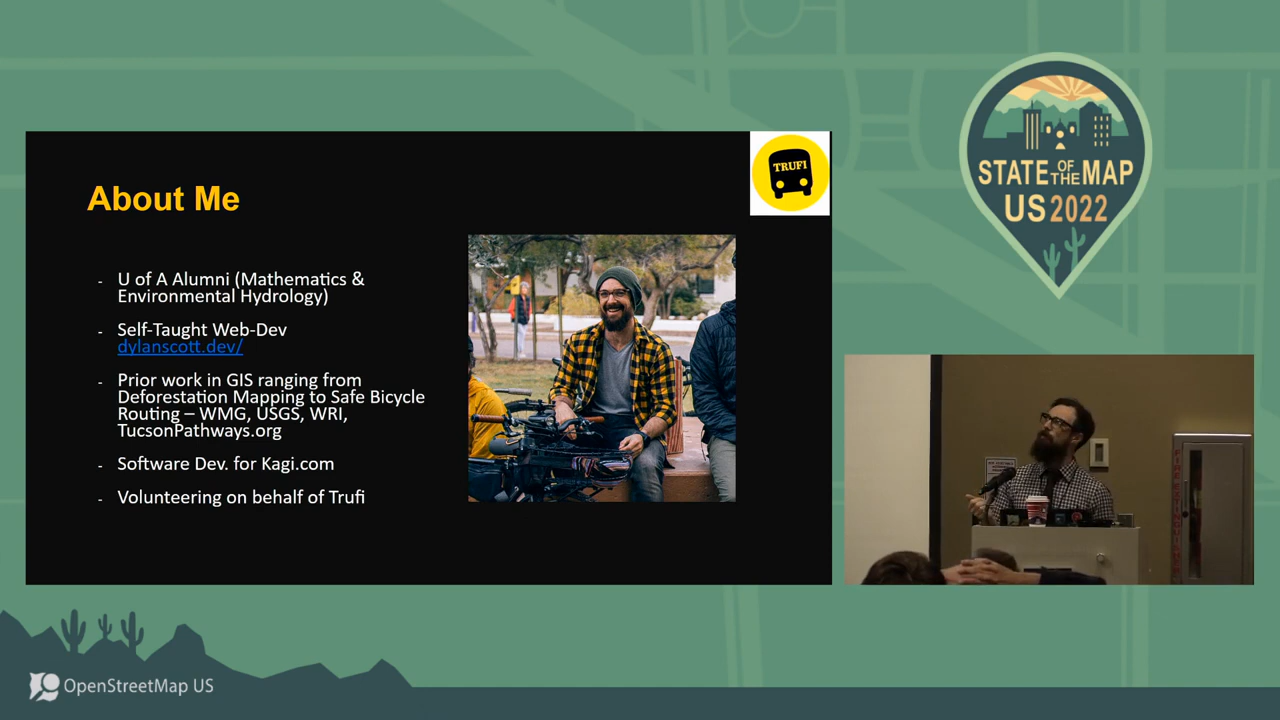 About Me
TRUFI
- U of A Alumni (Mathematics &
Environmental Hydrology)
- Self-Taught Web-Dev
dylanscott.dev/
- Prior work in GIS ranging from
Deforestation Mapping to Safe Bicycle
Routing – WMG, USGS, WRI,
TucsonPathways.org
- Software Dev. for Kagi.com
- Volunteering on behalf of Trufi
STATE OF THE MAP
US 2022
FIRE EXTINGUISHER
OpenStreetMap US